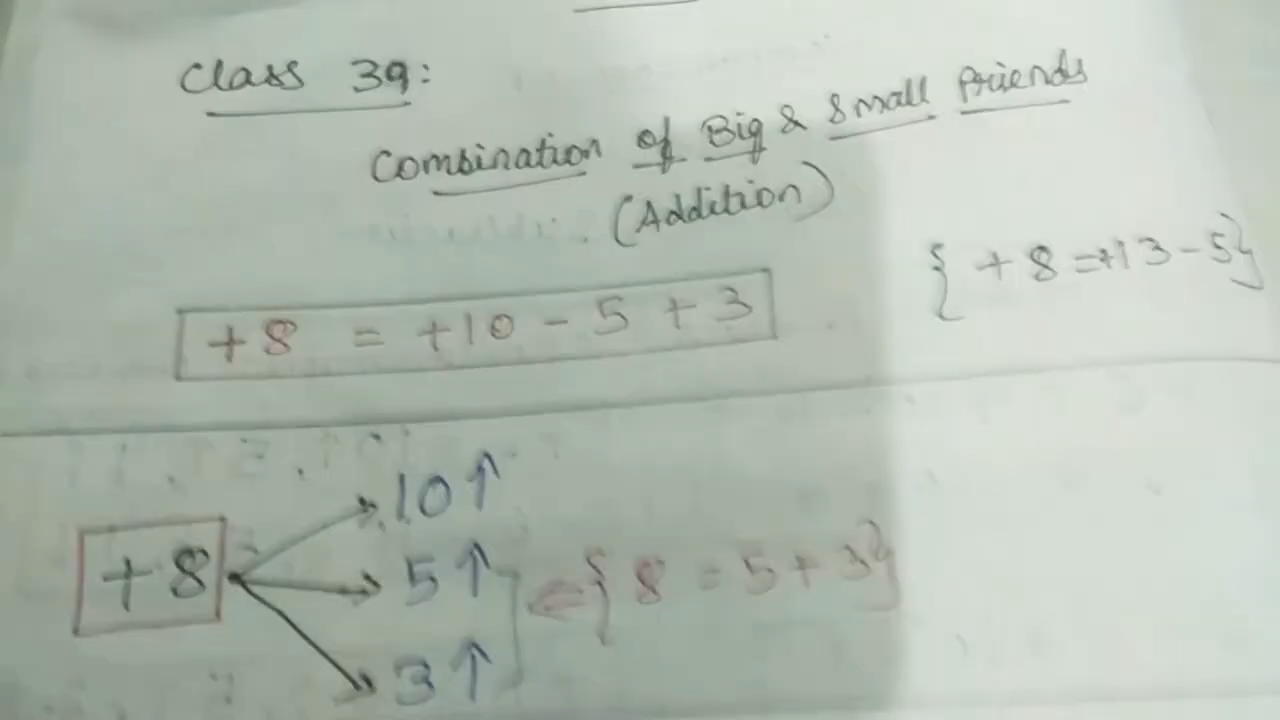 Class 39:
Combination of Big & Small friends
(Addition)
{ +8 = +13 - 5}
+8 = +10 - 5 + 3
10↑
+8 5↑ ⇐ { 8 = 5 + 3}
3↑